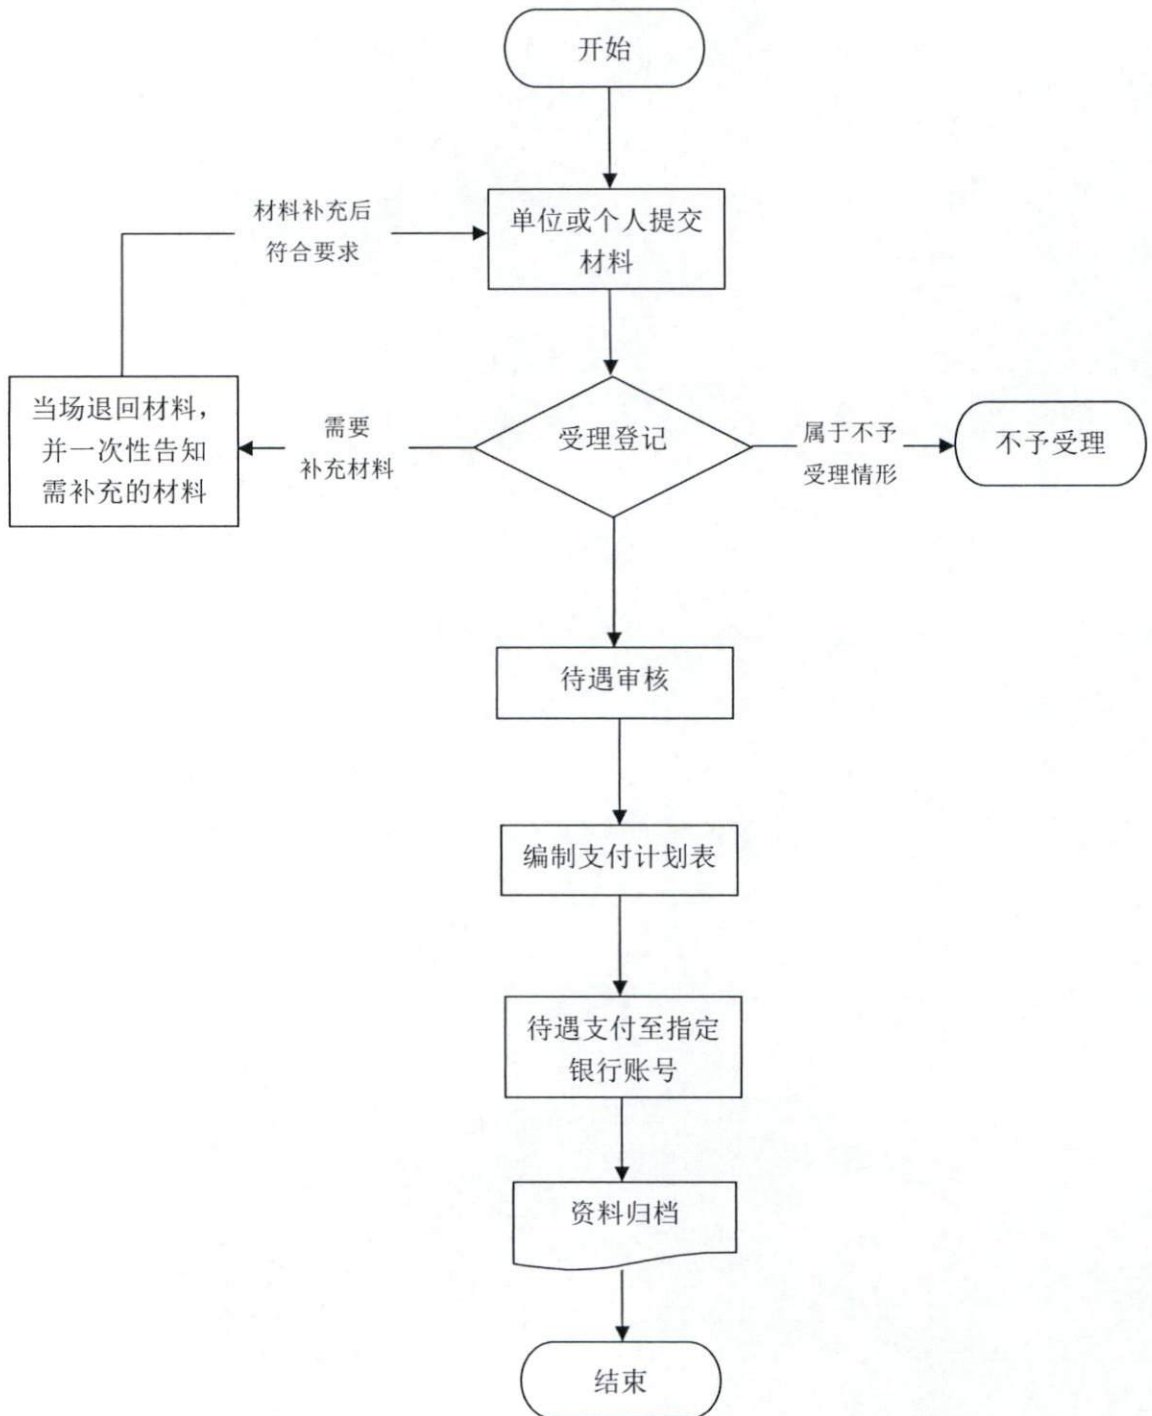 开始
材料补充后
符合要求
单位或个人提交
材料
当场退回材料，
并一次性告知
需补充的材料
需要
补充材料
受理登记
属于不予
受理情形
不予受理
待遇审核
编制支付计划表
待遇支付至指定
银行账号
资料归档
结束